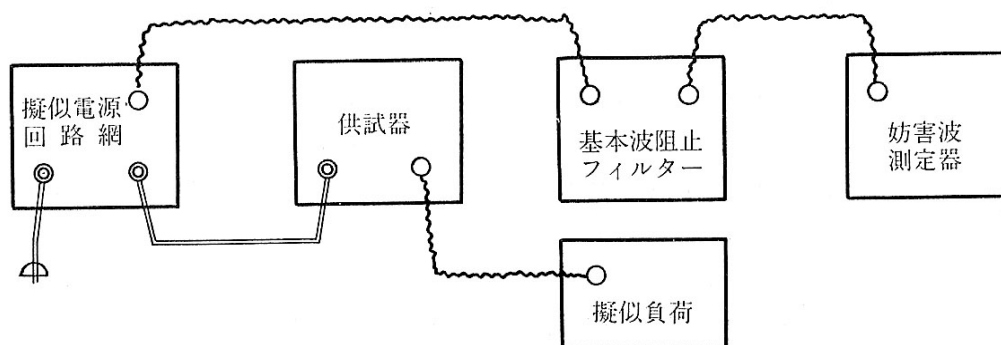 擬似電源
回路網
供試器
基本波阻止
フィルター
妨害波
測定器
擬似負荷